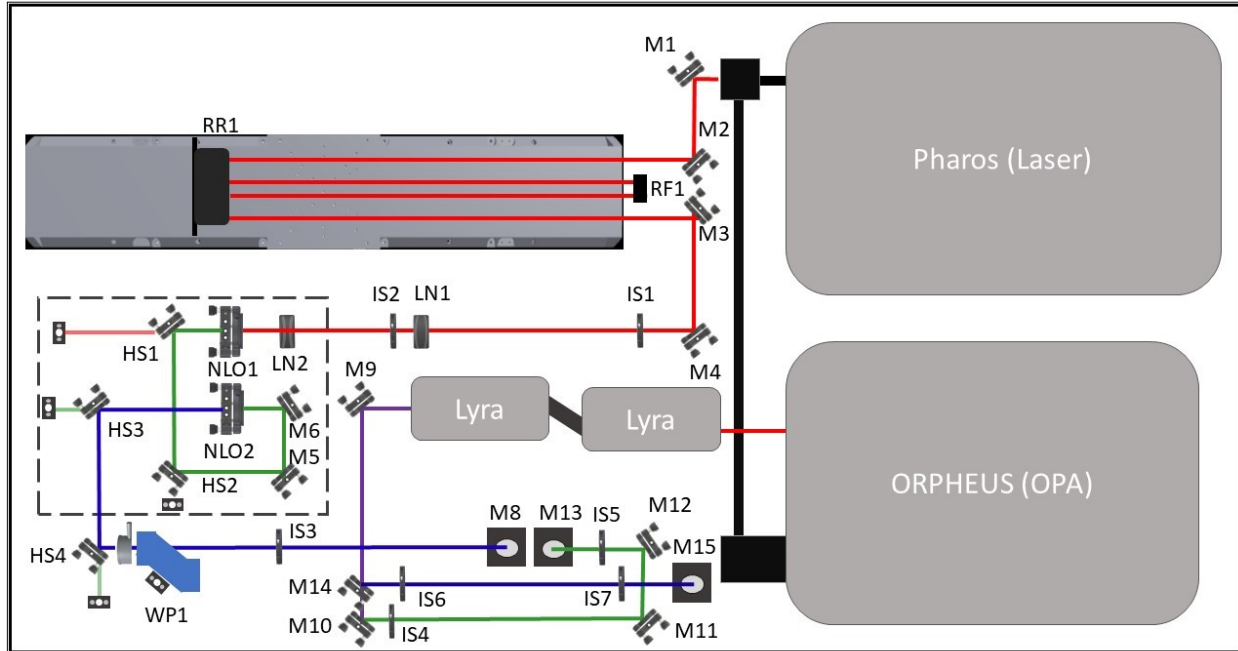 M1
M2
Pharos (Laser)
RR1
RF1
M3
IS2
LN1
IS1
HS1
NLO1
LN2
M4
M9
Lyra
Lyra
HS3
NLO2
M6
M5
HS2
ORPHEUS (OPA)
IS3
M8
M13
IS5
M12
M15
HS4
WP1
M14
IS6
IS7
M10
IS4
M11